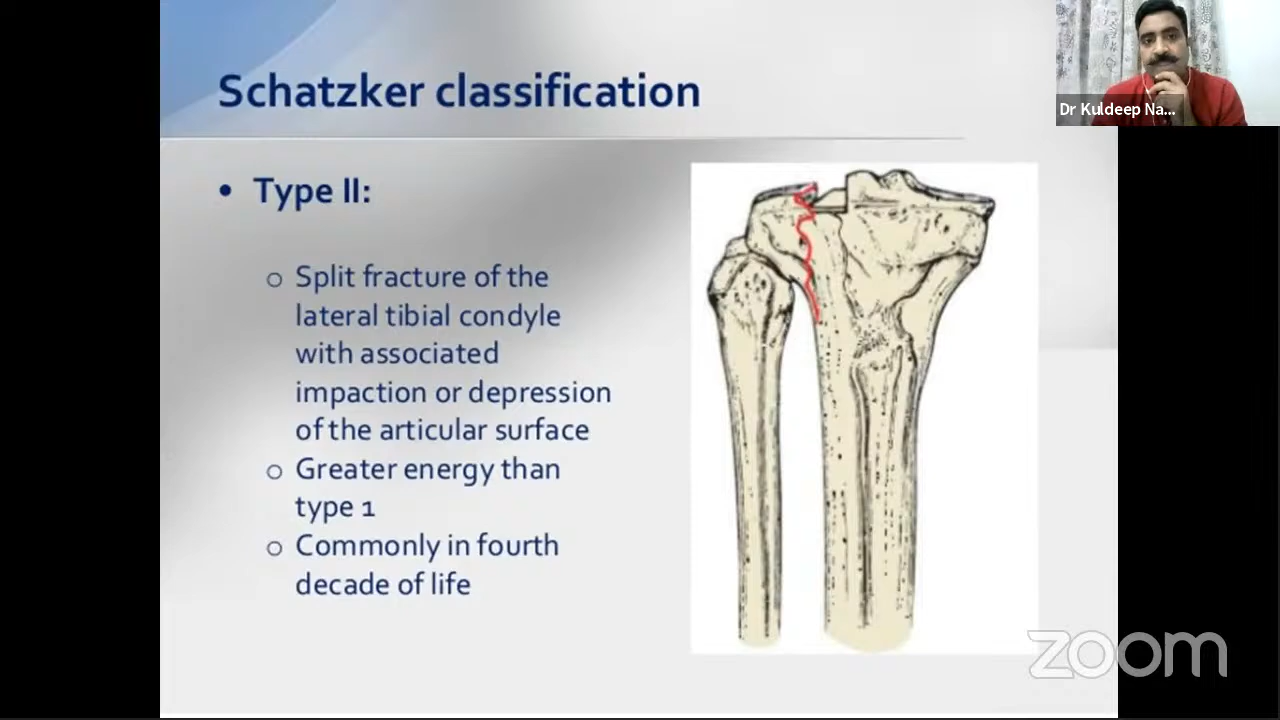 Schatzker classification
Dr Kuldeep Na...
• Type II:
o Split fracture of the
lateral tibial condyle
with associated
impaction or depression
of the articular surface
o Greater energy than
type 1
o Commonly in fourth
decade of life
zoom